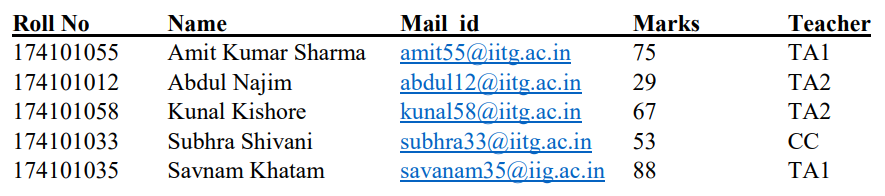 Roll No Name Mail_id Marks Teacher
174101055 Amit Kumar Sharma amit55@iitg.ac.in 75 TA1
174101012 Abdul Najim abdul12@iitg.ac.in 29 TA2
174101058 Kunal Kishore kunal58@iitg.ac.in 67 TA2
174101033 Subhra Shivani subhra33@iitg.ac.in 53 CC
174101035 Savnam Khatam savanam35@iig.ac.in 88 TA1